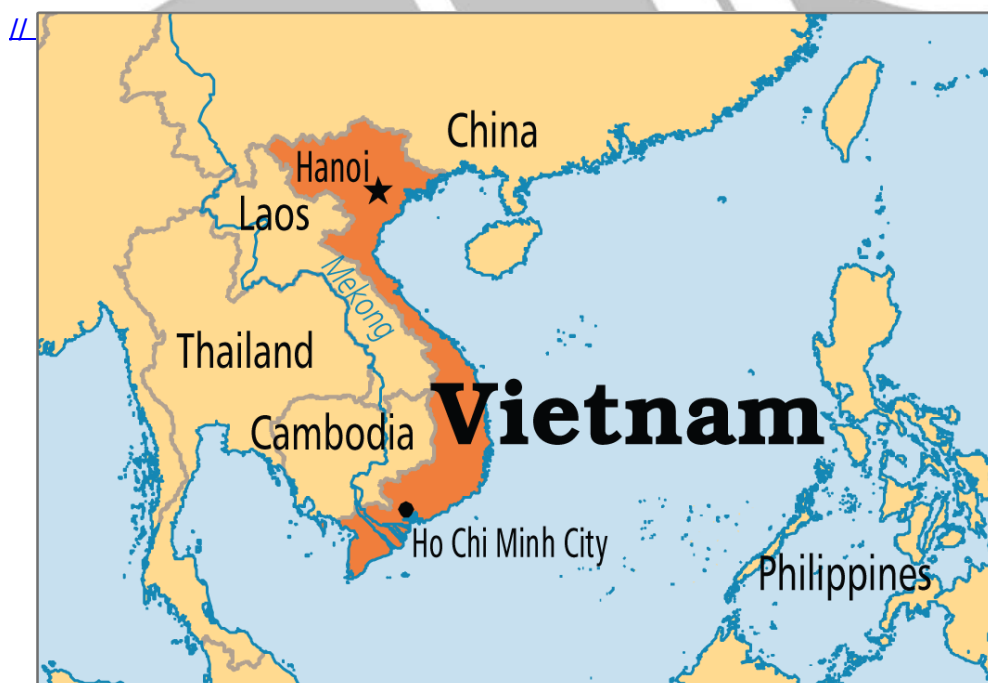 //
China
Hanoi
Laos
Mekong
Thailand
Vietnam
Cambodia
Ho Chi Minh City
Philippines